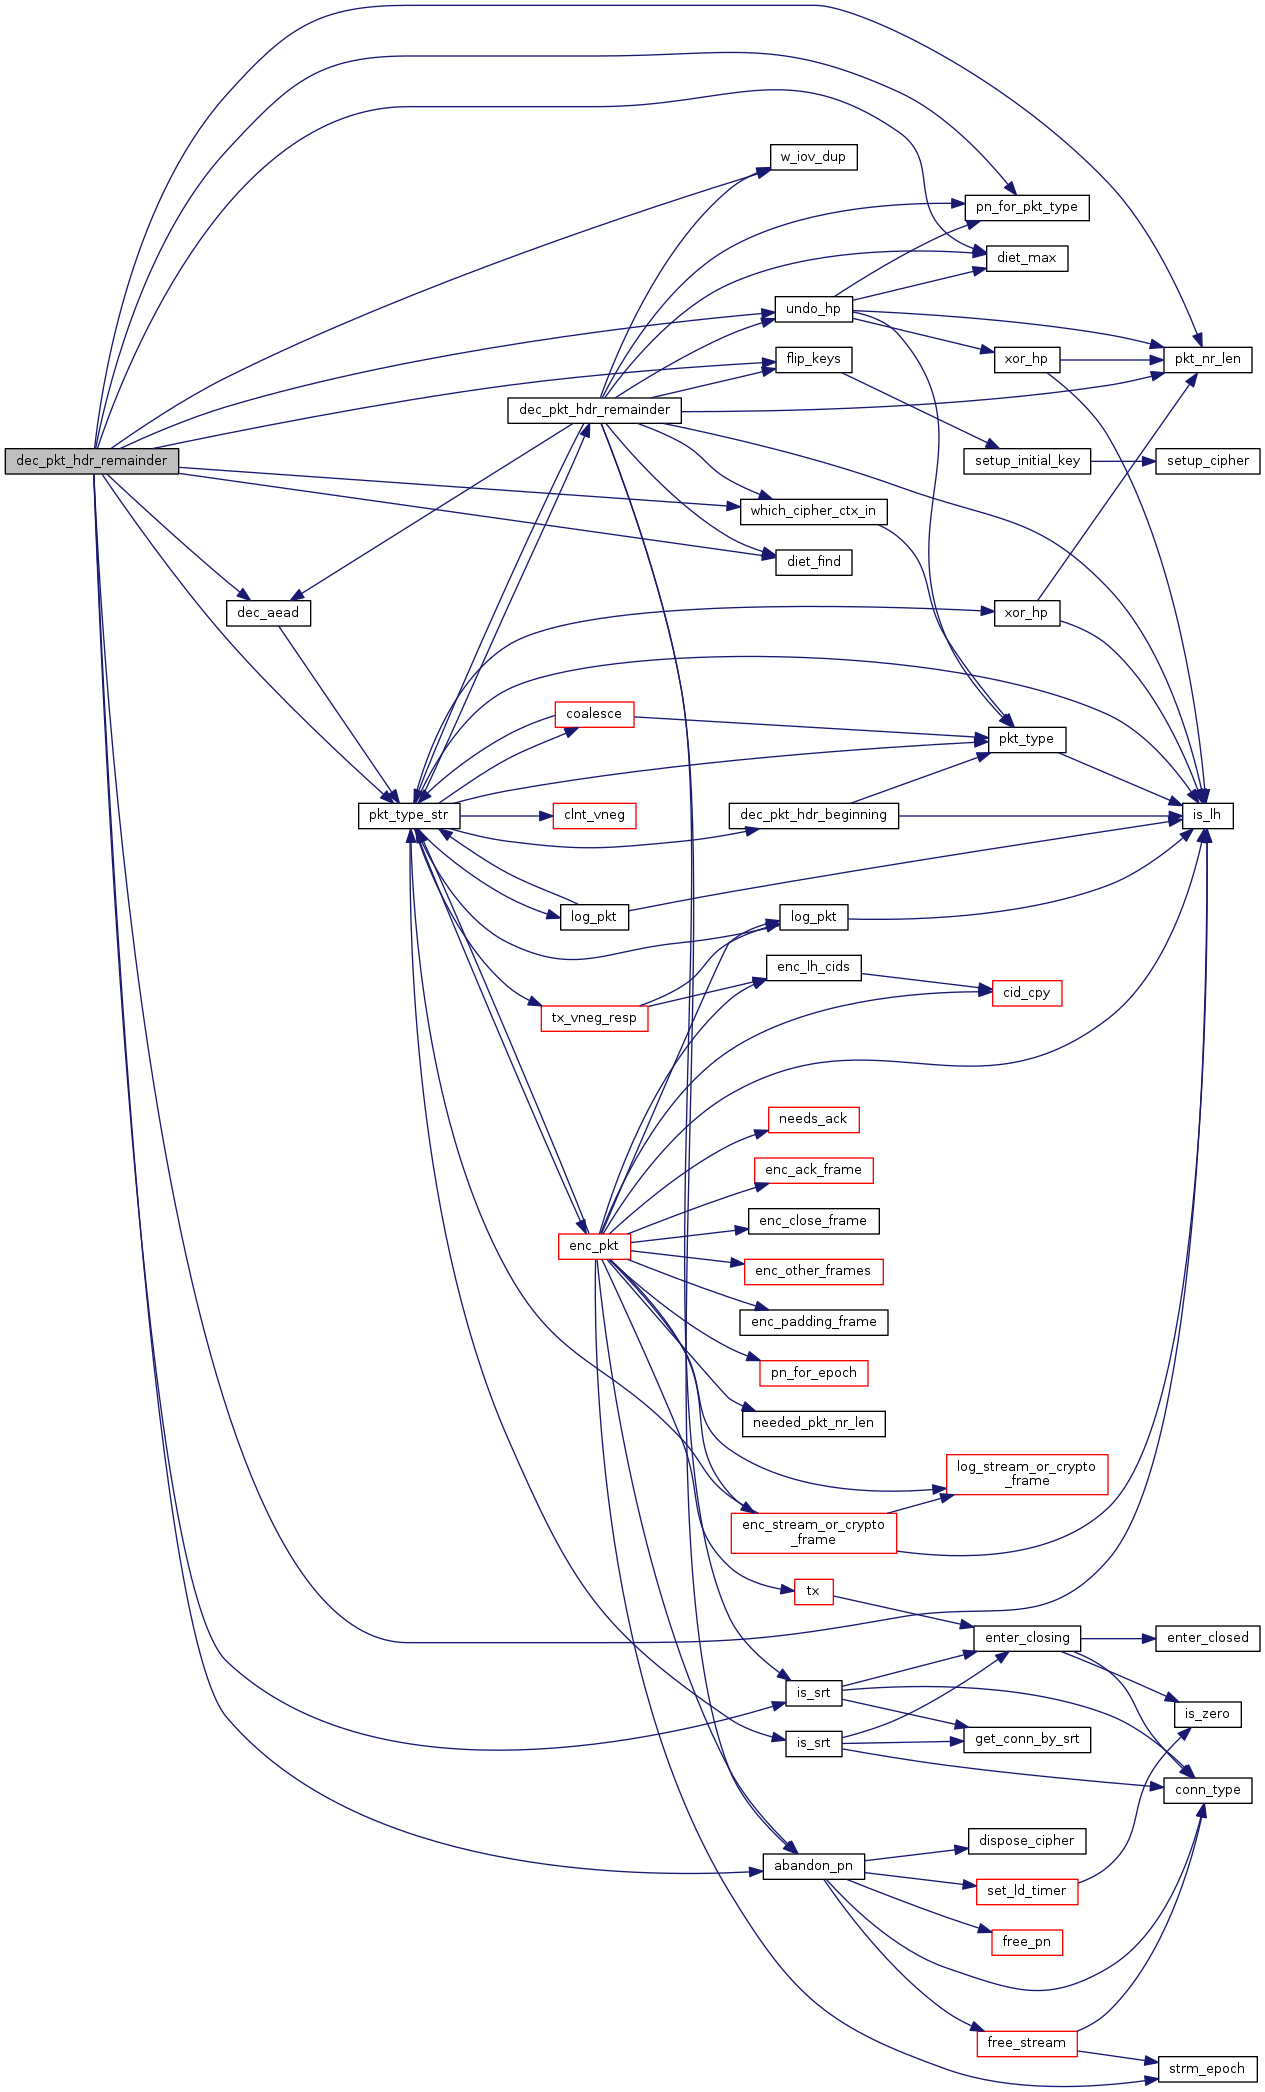 w_iov_dup
pn_for_pkt_type
diet_max
undo_hp
flip_keys
xor_hp
pkt_nr_len
dec_pkt_hdr_remainder
dec_pkt_hdr_remainder
setup_initial_key
setup_cipher
which_cipher_ctx_in
diet_find
dec_aead
xor_hp
coalesce
pkt_type
pkt_type_str
clnt_vneg
dec_pkt_hdr_beginning
is_lh
log_pkt
log_pkt
enc_lh_cids
cid_cpy
tx_vneg_resp
needs_ack
enc_ack_frame
enc_close_frame
enc_pkt
enc_other_frames
enc_padding_frame
pn_for_epoch
needed_pkt_nr_len
log_stream_or_crypto
_frame
enc_stream_or_crypto
_frame
tx
enter_closing
enter_closed
is_srt
is_zero
is_srt
get_conn_by_srt
conn_type
dispose_cipher
abandon_pn
set_ld_timer
free_pn
free_stream
strm_epoch